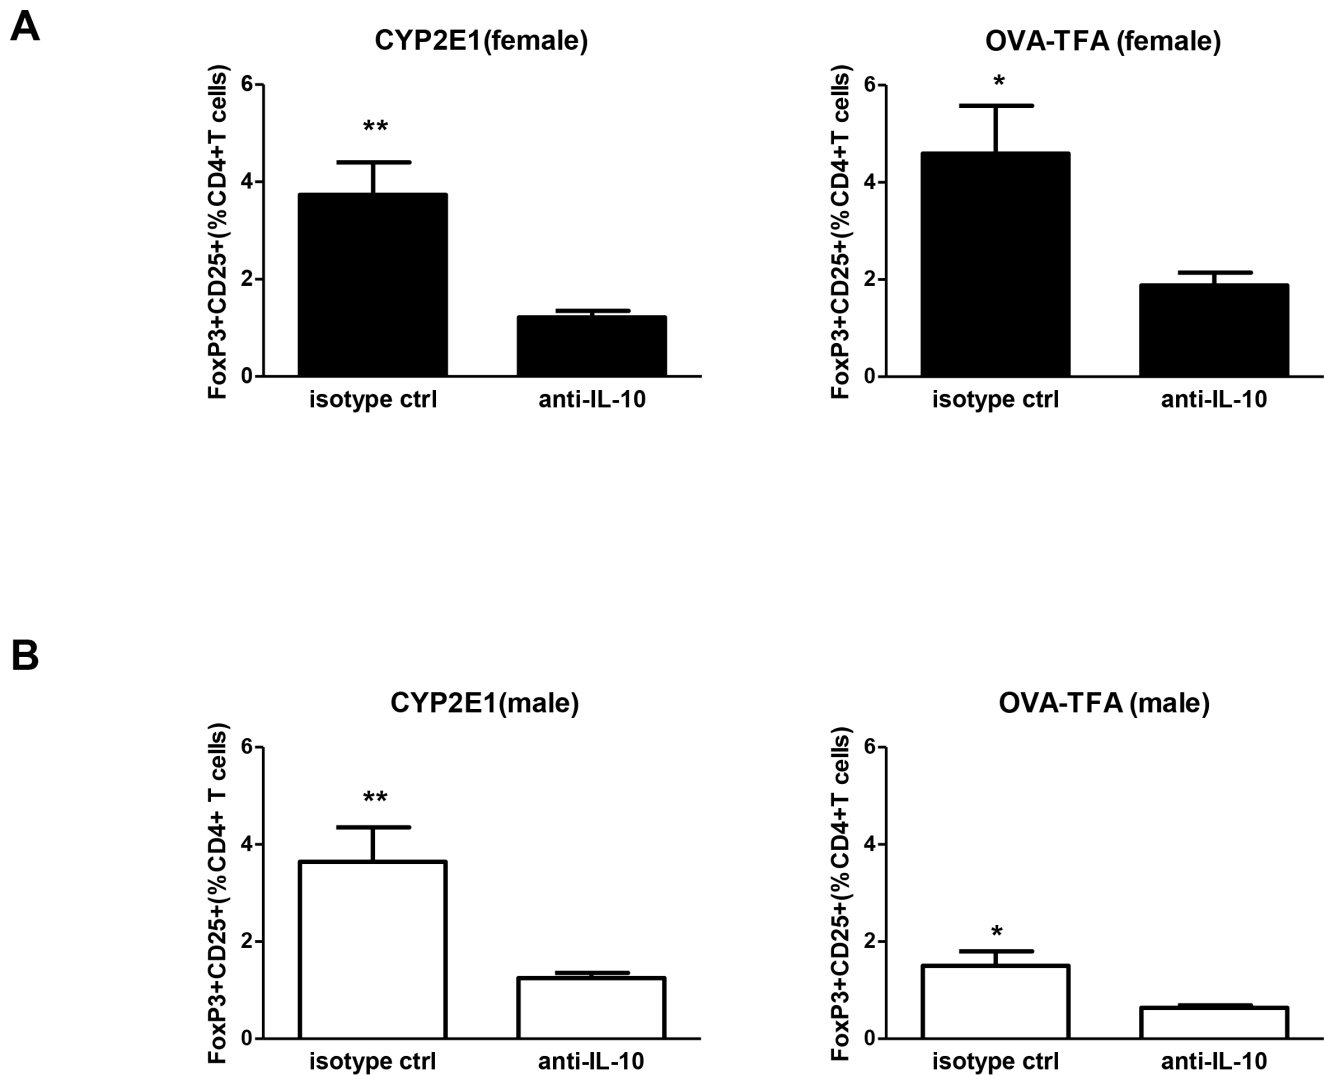 A
CYP2E1(female)
OVA-TFA (female)
FoxP3+CD25+(%CD4+T cells)
6
4
2
0
**
isotype ctrl
anti-IL-10
FoxP3+CD25+(%CD4+T cells)
6
4
2
0
*
isotype ctrl
anti-IL-10
B
CYP2E1(male)
OVA-TFA (male)
FoxP3+CD25+(%CD4+ T cells)
6
4
2
0
**
isotype ctrl
anti-IL-10
FoxP3+CD25+(%CD4+T cells)
6
4
2
0
*
isotype ctrl
anti-IL-10